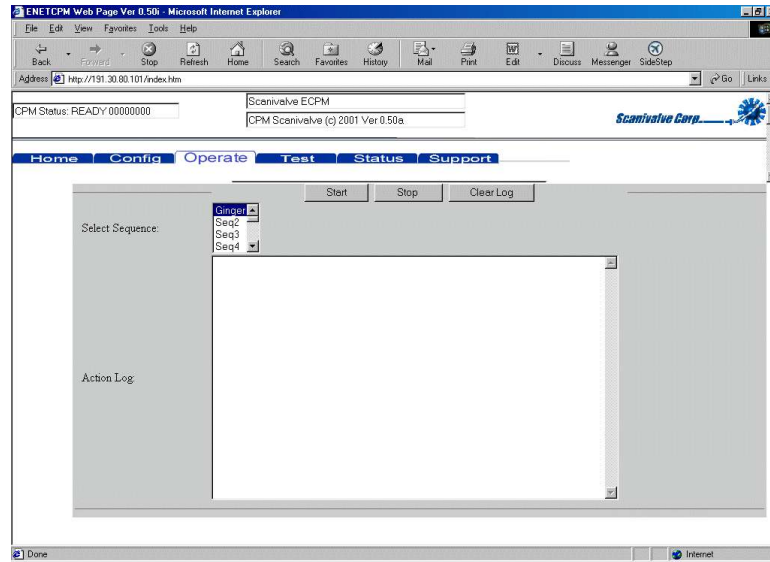 ENETCPM Web Page Ver 0.50i - Microsoft Internet Explorer
File Edit View Favorites Tools Help
Back Forward Stop Refresh Home Search Favorites History Mail Print Edit Discuss Messenger SideStep
Address http://191.30.80.101/index.htm Go Links
Scanivalve ECPM
CPM Status: READY 00000000
CPM Scanivalve (c) 2001 Ver 0.50a
Scanivalve Corp.
Home Config Operate Test Status Support
Start Stop Clear Log
Select Sequence:
Ginger
Seq2
Seq3
Seq4
Action Log:
Done Internet